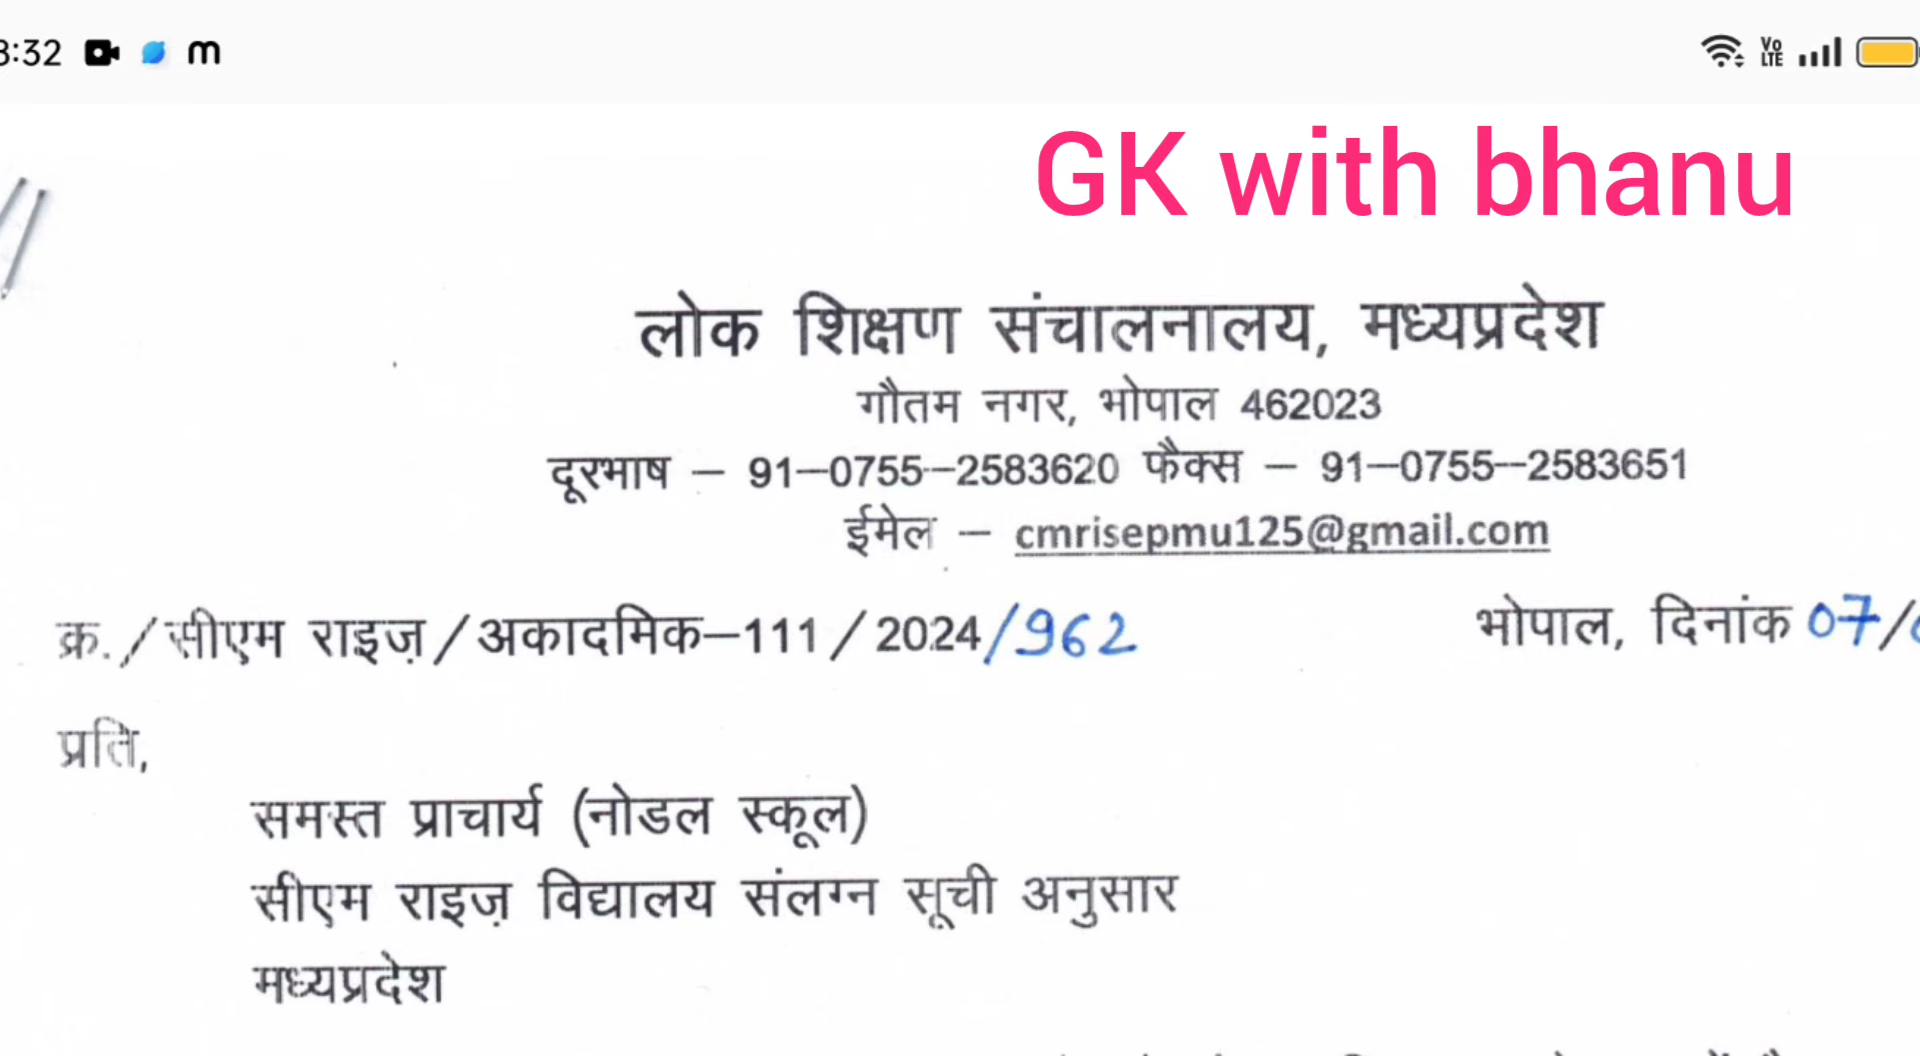 :32 m Vo LTE
GK with bhanu
लोक शिक्षण संचालनालय, मध्यप्रदेश
गौतम नगर, भोपाल 462023
दूरभाष – 91–0755–2583620 फैक्स – 91–0755–2583651
ईमेल – cmrisepmu125@gmail.com
क्र./सीएम राइज़/अकादमिक–111/2024/962 भोपाल, दिनांक 07/
प्रति,
समस्त प्राचार्य (नोडल स्कूल)
सीएम राइज़ विद्यालय संलग्न सूची अनुसार
मध्यप्रदेश